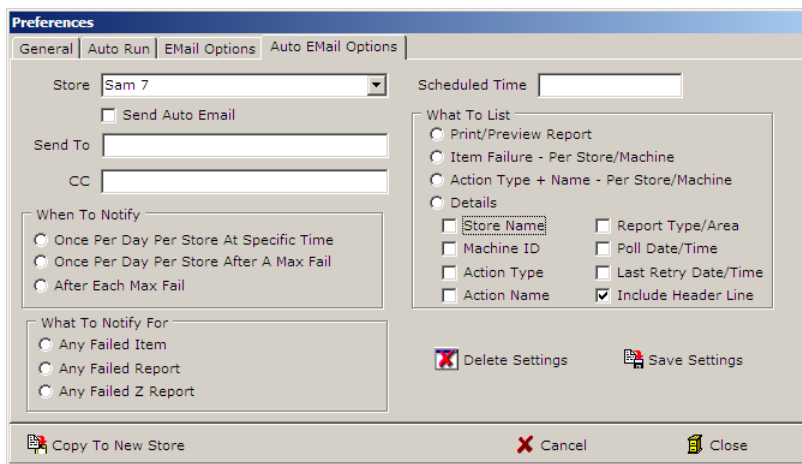 Preferences
General
Auto Run
EMail Options
Auto EMail Options
Store
Sam 7
Send Auto Email
Send To
CC
When To Notify
Once Per Day Per Store At Specific Time
Once Per Day Per Store After A Max Fail
After Each Max Fail
What To Notify For
Any Failed Item
Any Failed Report
Any Failed Z Report
Scheduled Time
What To List
Print/Preview Report
Item Failure - Per Store/Machine
Action Type + Name - Per Store/Machine
Details
Store Name
Report Type/Area
Machine ID
Poll Date/Time
Action Type
Last Retry Date/Time
Action Name
Include Header Line
Delete Settings
Save Settings
Copy To New Store
Cancel
Close